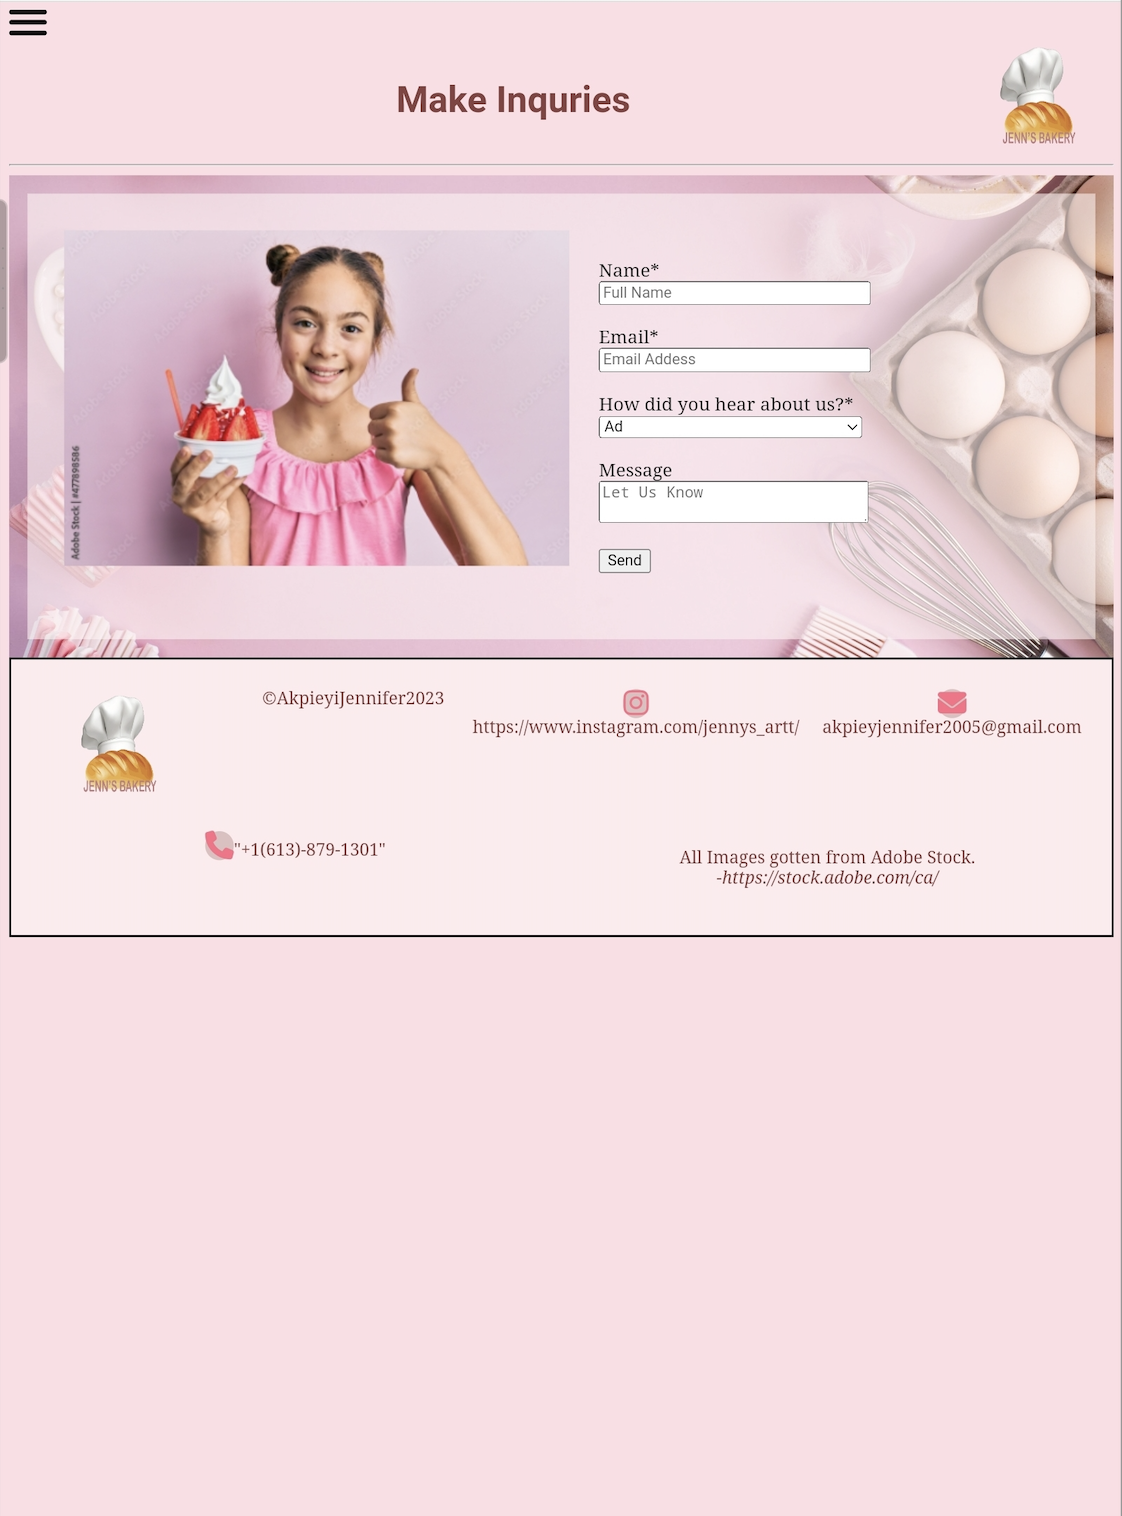 Make Inquries
JENN'S BAKERY
Adobe Stock | #477898586
Name*
Full Name
Email*
Email Addess
How did you hear about us?*
Ad
Message
Let Us Know
Send
JENN'S BAKERY
©AkpieyiJennifer2023
https://www.instagram.com/jennys_artt/
akpieyjennifer2005@gmail.com
"+1(613)-879-1301"
All Images gotten from Adobe Stock.
-https://stock.adobe.com/ca/